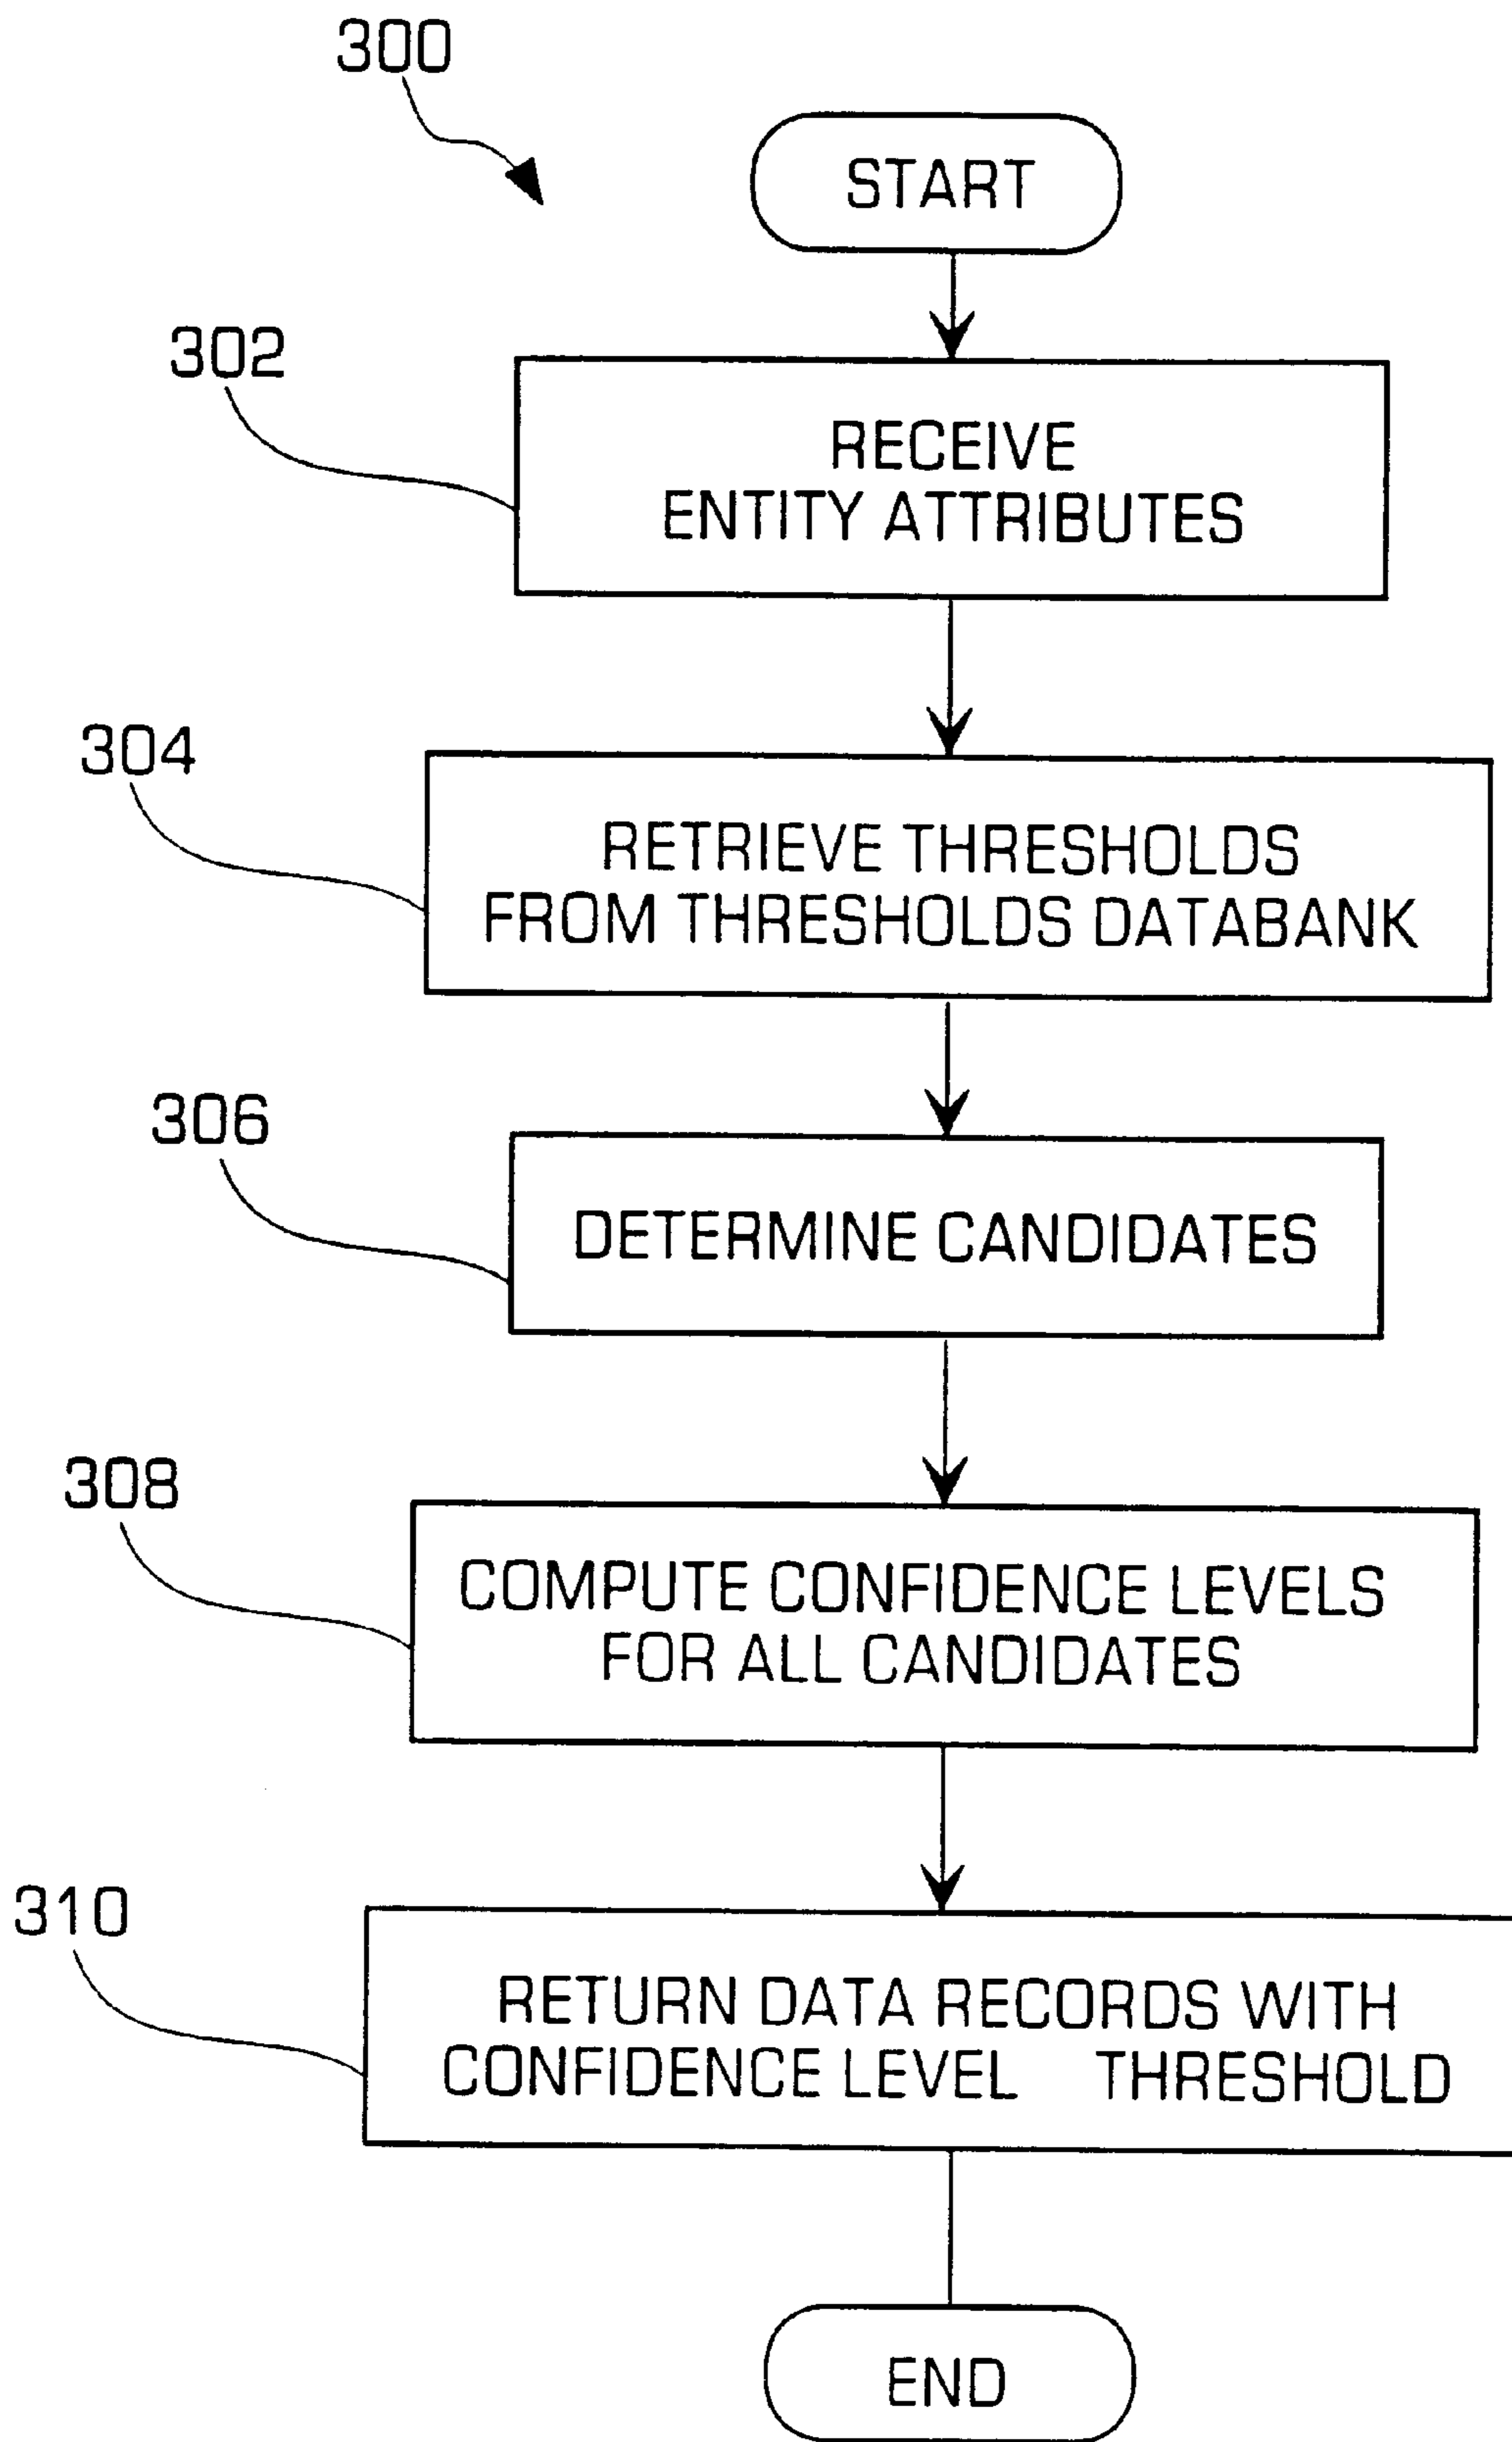 300
START
302
RECEIVE
ENTITY ATTRIBUTES
304
RETRIEVE THRESHOLDS
FROM THRESHOLDS DATABANK
306
DETERMINE CANDIDATES
308
COMPUTE CONFIDENCE LEVELS
FOR ALL CANDIDATES
310
RETURN DATA RECORDS WITH
CONFIDENCE LEVEL THRESHOLD
END